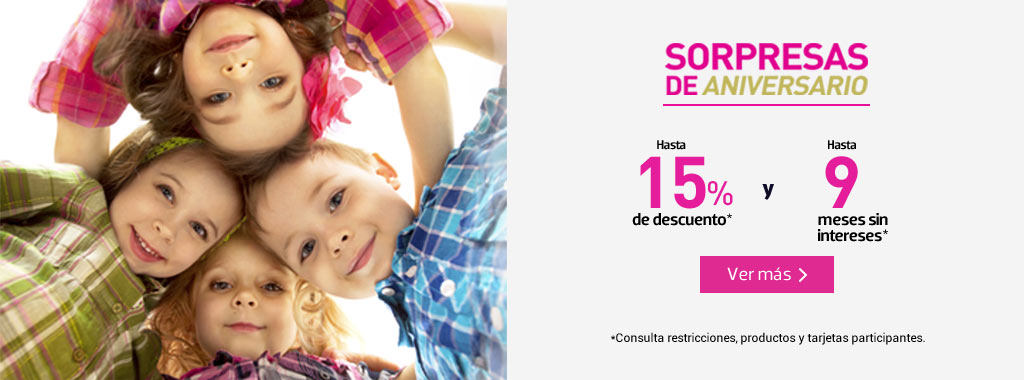 SORPRESAS
DE ANIVERSARIO
Hasta
15%
de descuento*
y
Hasta
9
meses sin
intereses*
Ver más >
*Consulta restricciones, productos y tarjetas participantes.